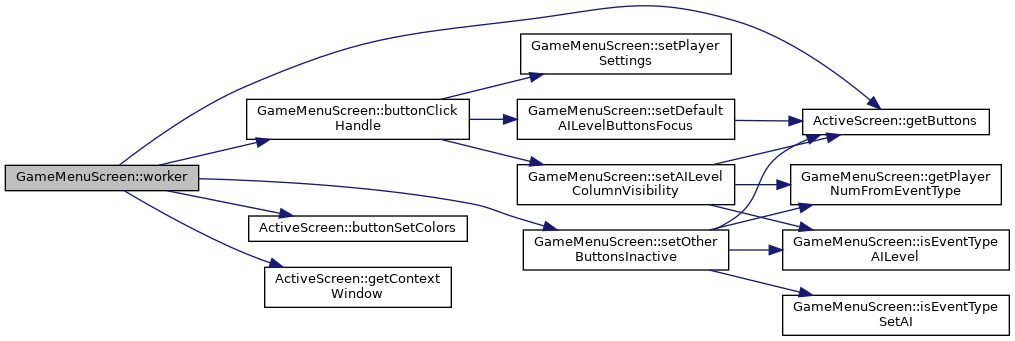 GameMenuScreen::worker
GameMenuScreen::buttonClick
Handle
ActiveScreen::buttonSetColors
ActiveScreen::getContext
Window
GameMenuScreen::setPlayer
Settings
GameMenuScreen::setDefault
AILevelButtonsFocus
GameMenuScreen::setAILevel
ColumnVisibility
GameMenuScreen::setOther
ButtonsInactive
ActiveScreen::getButtons
GameMenuScreen::getPlayer
NumFromEventType
GameMenuScreen::isEventType
AILevel
GameMenuScreen::isEventType
SetAI